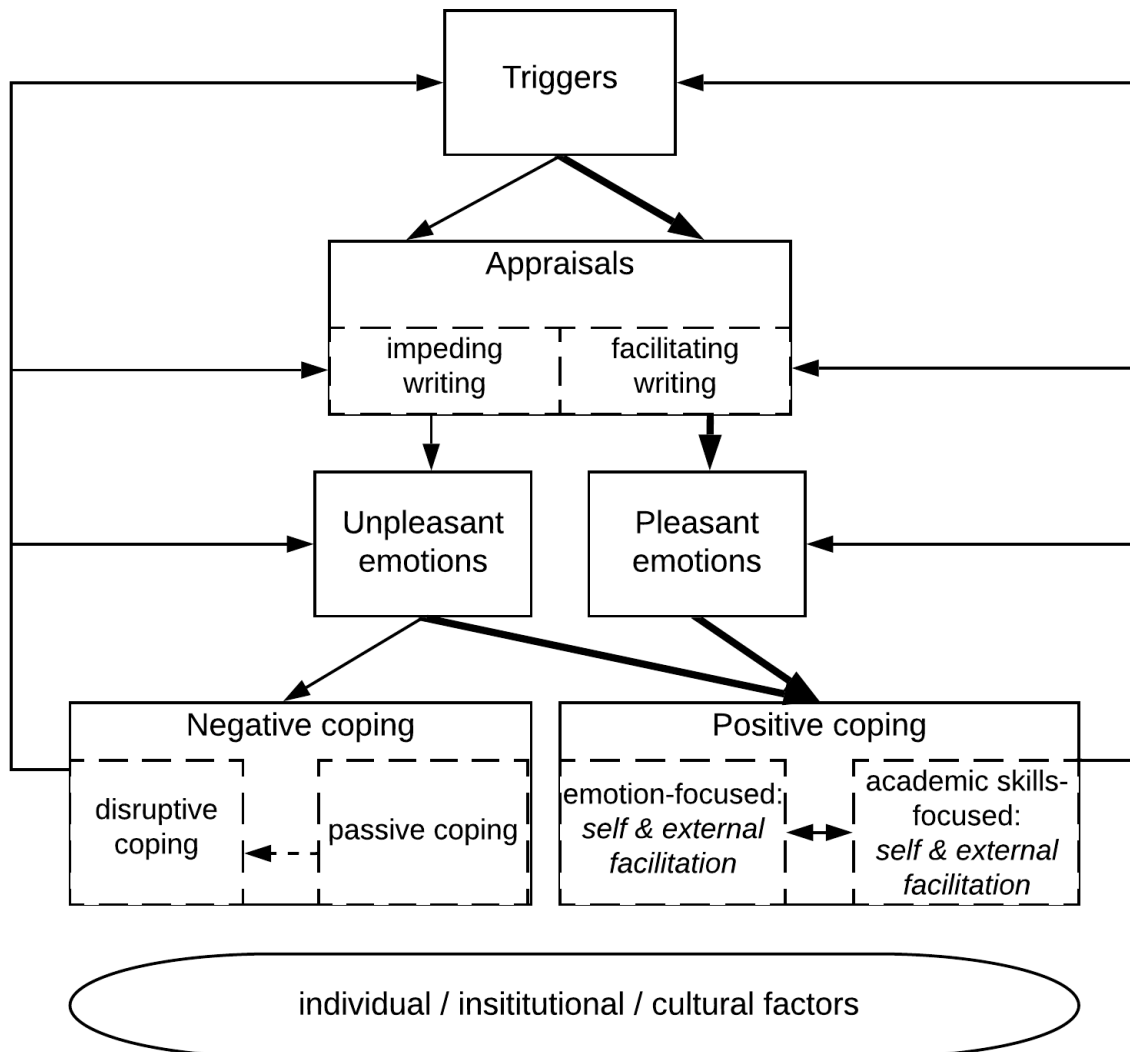 Triggers
Appraisals
impeding
writing
facilitating
writing
Unpleasant
emotions
Pleasant
emotions
Negative coping
disruptive
coping
passive coping
Positive coping
emotion-focused:
self & external
facilitation
academic skills-
focused:
self & external
facilitation
individual / insititutional / cultural factors